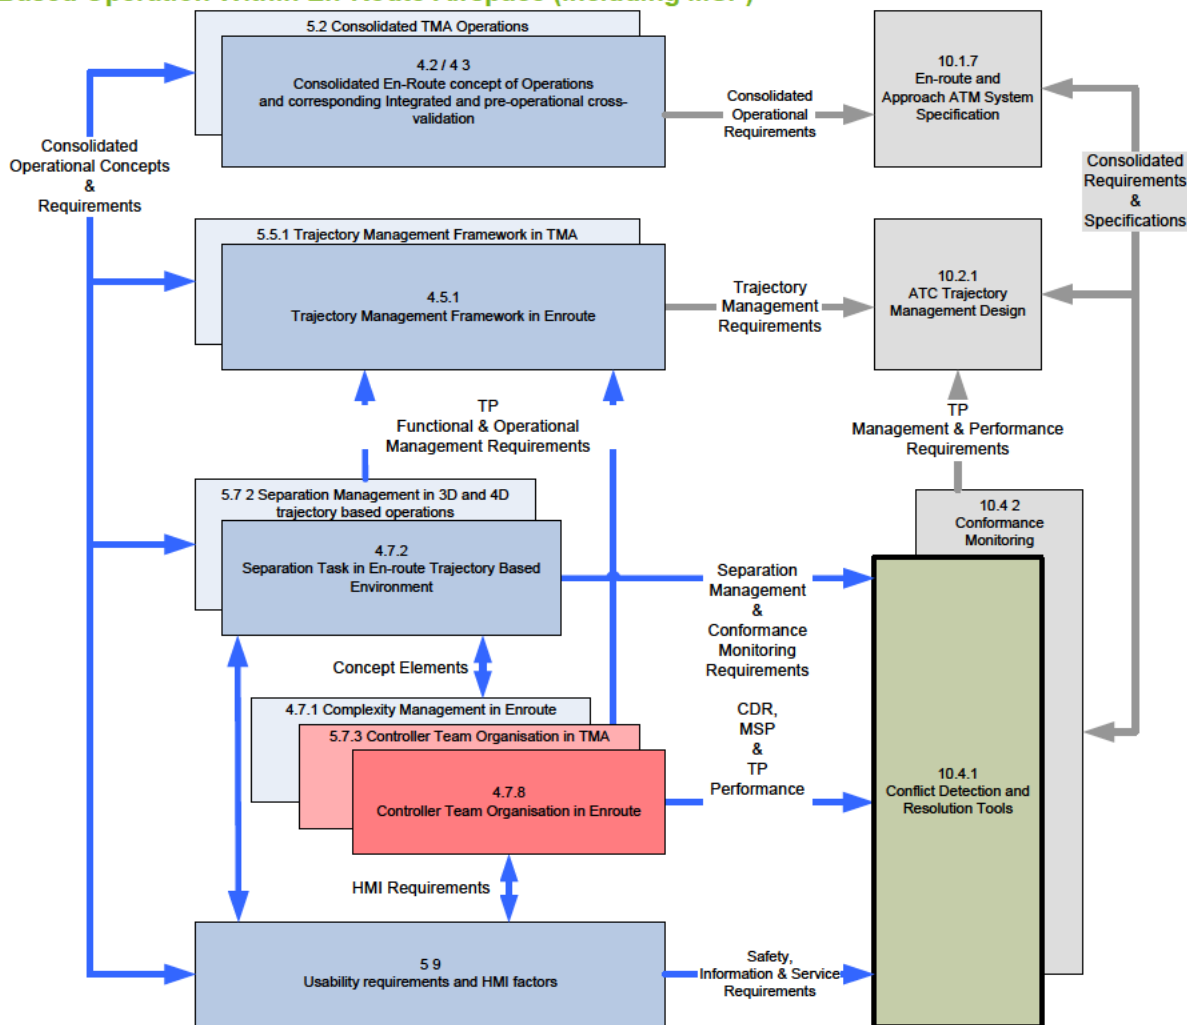 5.2 Consolidated TMA Operations
4.2 / 4 3
Consolidated En-Route concept of Operations
and corresponding Integrated and pre-operational cross-
validation
Consolidated
Operational
Requirements
10.1.7
En-route and
Approach ATM System
Specification
Consolidated
Operational Concepts
&
Requirements
Consolidated
Requirements
&
Specifications
5.5.1 Trajectory Management Framework in TMA
4.5.1
Trajectory Management Framework in Enroute
Trajectory
Management
Requirements
10.2.1
ATC Trajectory
Management Design
TP
Functional & Operational
Management Requirements
TP
Management & Performance
Requirements
5.7 2 Separation Management in 3D and 4D
trajectory based operations
4.7.2
Separation Task in En-route Trajectory Based
Environment
10.4 2
Conformance
Monitoring
Separation
Management
&
Conformance
Monitoring
Requirements
Concept Elements
4.7.1 Complexity Management in Enroute
5.7.3 Controller Team Organisation in TMA
4.7.8
Controller Team Organisation in Enroute
CDR,
MSP
&
TP
Performance
10.4.1
Conflict Detection and
Resolution Tools
HMI Requirements
5 9
Usability requirements and HMI factors
Safety,
Information & Service
Requirements